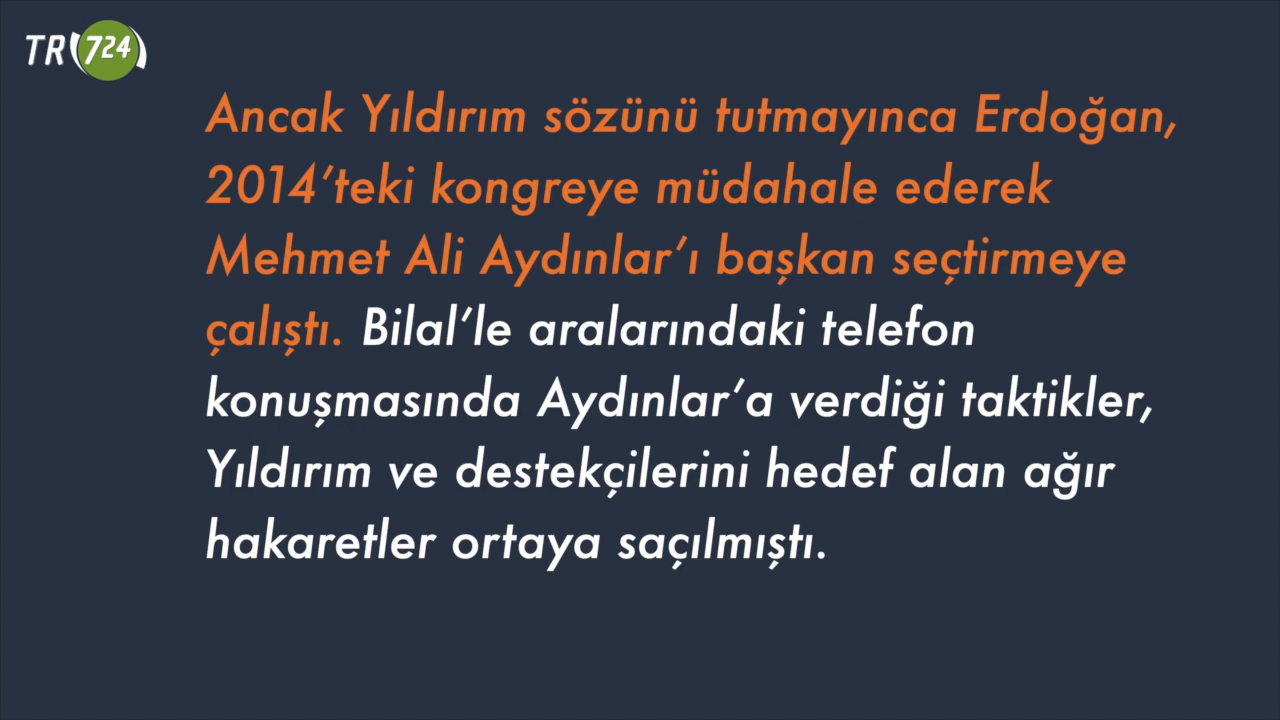 TR 724
Ancak Yıldırım sözünü tutmayınca Erdoğan,
2014’teki kongreye müdahale ederek
Mehmet Ali Aydınlar’ı başkan seçtirmeye
çalıştı. Bilal’le aralarındaki telefon
konuşmasında Aydınlar’a verdiği taktikler,
Yıldırım ve destekçilerini hedef alan ağır
hakaretler ortaya saçılmıştı.